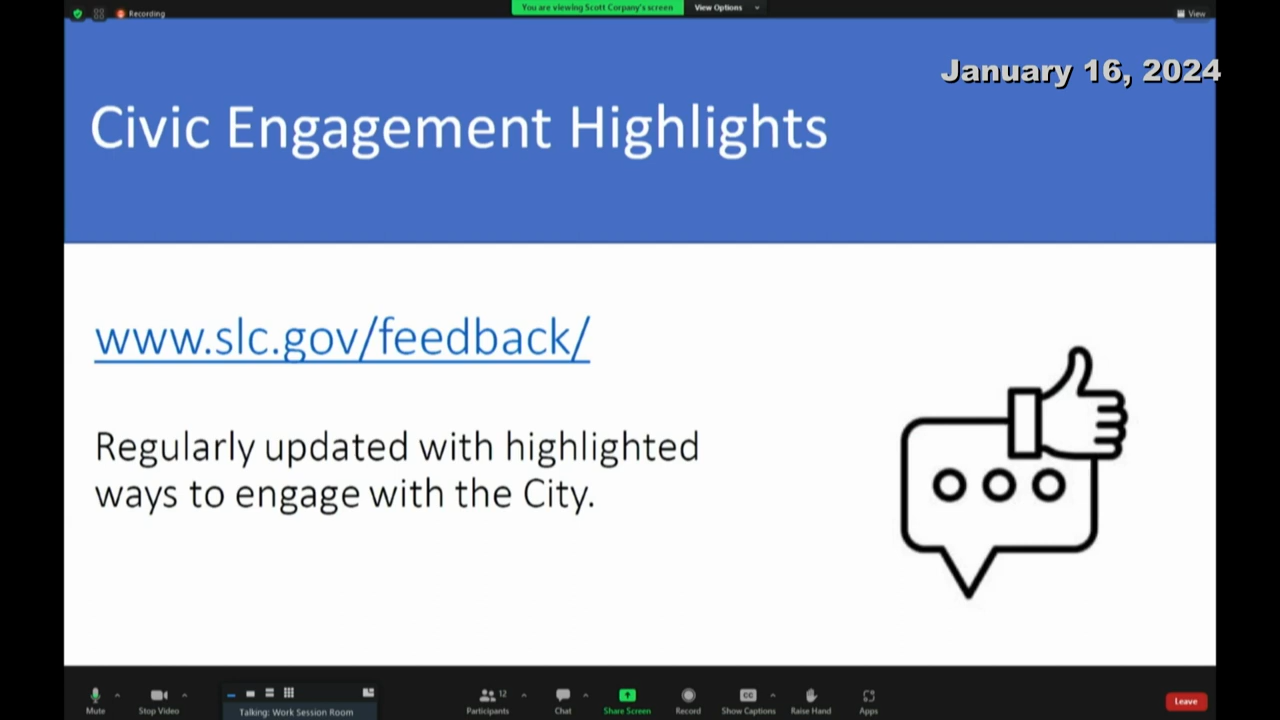 Recording
You are viewing Scott Corpany's screen
View Options
View
January 16, 2024
Civic Engagement Highlights
www.slc.gov/feedback/
Regularly updated with highlighted
ways to engage with the City.
Mute
Stop Video
Talking: Work Session Room
Participants
12
Chat
Share Screen
Record
CC
Show Captions
Raise Hand
Apps
Leave